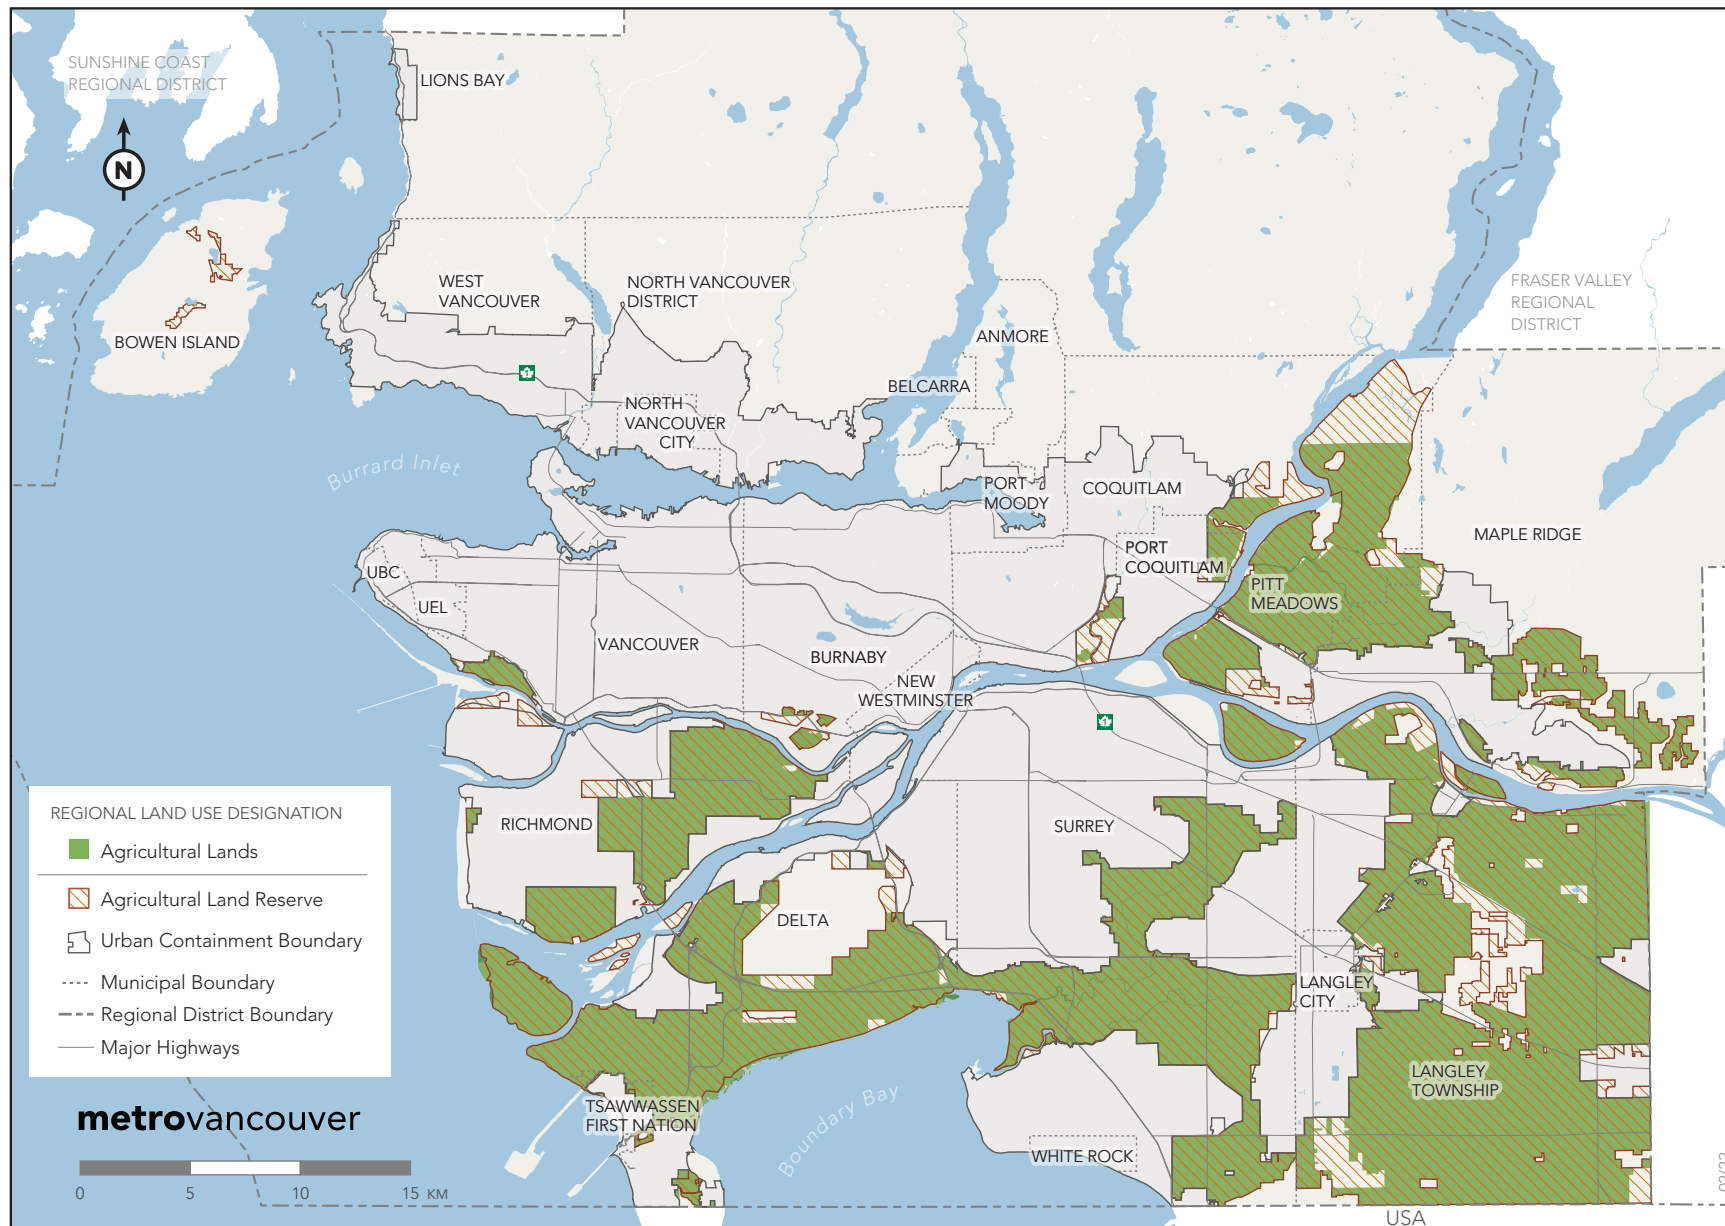 SUNSHINE COAST
REGIONAL DISTRICT
LIONS BAY
N
WEST
VANCOUVER
NORTH VANCOUVER
DISTRICT
FRASER VALLEY
REGIONAL
DISTRICT
BOWEN ISLAND
ANMORE
1
BELCARRA
NORTH
VANCOUVER
CITY
Burrard Inlet
PORT
MOODY
COQUITLAM
MAPLE RIDGE
PORT
COQUITLAM
UBC
UEL
PITT
MEADOWS
VANCOUVER
BURNABY
NEW
WESTMINSTER
1
RICHMOND
SURREY
DELTA
LANGLEY
CITY
LANGLEY
TOWNSHIP
TSAWWASSEN
FIRST NATION
Boundary Bay
WHITE ROCK
USA
REGIONAL LAND USE DESIGNATION
Agricultural Lands
Agricultural Land Reserve
Urban Containment Boundary
Municipal Boundary
Regional District Boundary
Major Highways
metrovancouver
0 5 10 15 KM
02/22